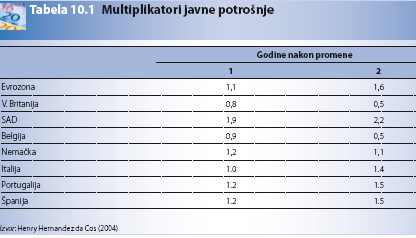 Tabela 10.1 Multiplikatori javne potrošnje
Godine nakon promene
1 2
Evrozona 1,1 1,6
V. Britanija 0,8 0,5
SAD 1,9 2,2
Belgija 0,9 0,5
Nemačka 1,2 1,1
Italija 1.0 1.4
Portugalija 1.2 1.5
Španija 1.2 1.5
Izvor: Henry Hernandez da Cos (2004)